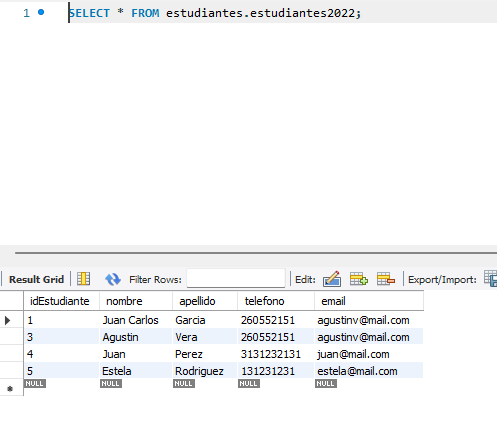 1 SELECT * FROM estudiantes.estudiantes2022;
Result Grid Filter Rows: Edit: Export/Import:
idEstudiante nombre apellido telefono email
1 Juan Carlos Garcia 260552151 agustinv@mail.com
3 Agustin Vera 260552151 agustinv@mail.com
4 Juan Perez 3131232131 juan@mail.com
5 Estela Rodriguez 131231231 estela@mail.com
NULL NULL NULL NULL NULL